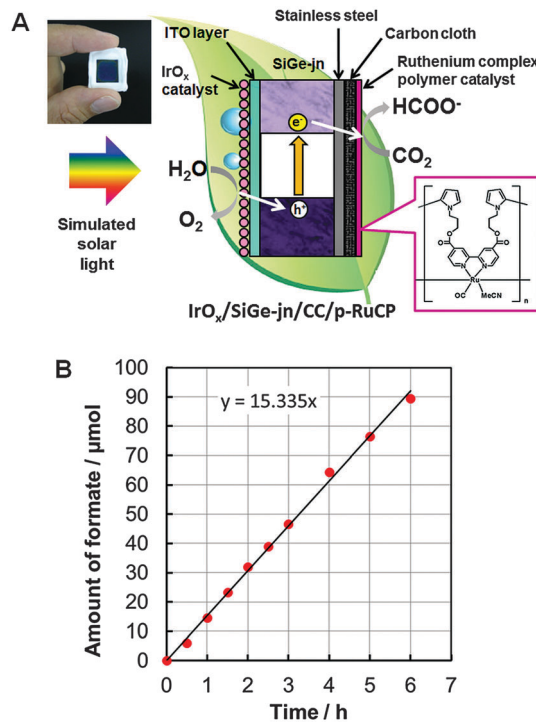 A
ITO layer
Stainless steel
SiGe-jn
Carbon cloth
IrOx
catalyst
Ruthenium complex
polymer catalyst
HCOO-
e-
CO2
H2O
h+
O2
Simulated
solar
light
N
N
O
O
O
O
N
N
Ru
OC
MeCN
n
IrOx/SiGe-jn/CC/p-RuCP
B
y = 15.335x
Amount of formate / µmol
100
90
80
70
60
50
40
30
20
10
0
0 1 2 3 4 5 6 7
Time / h